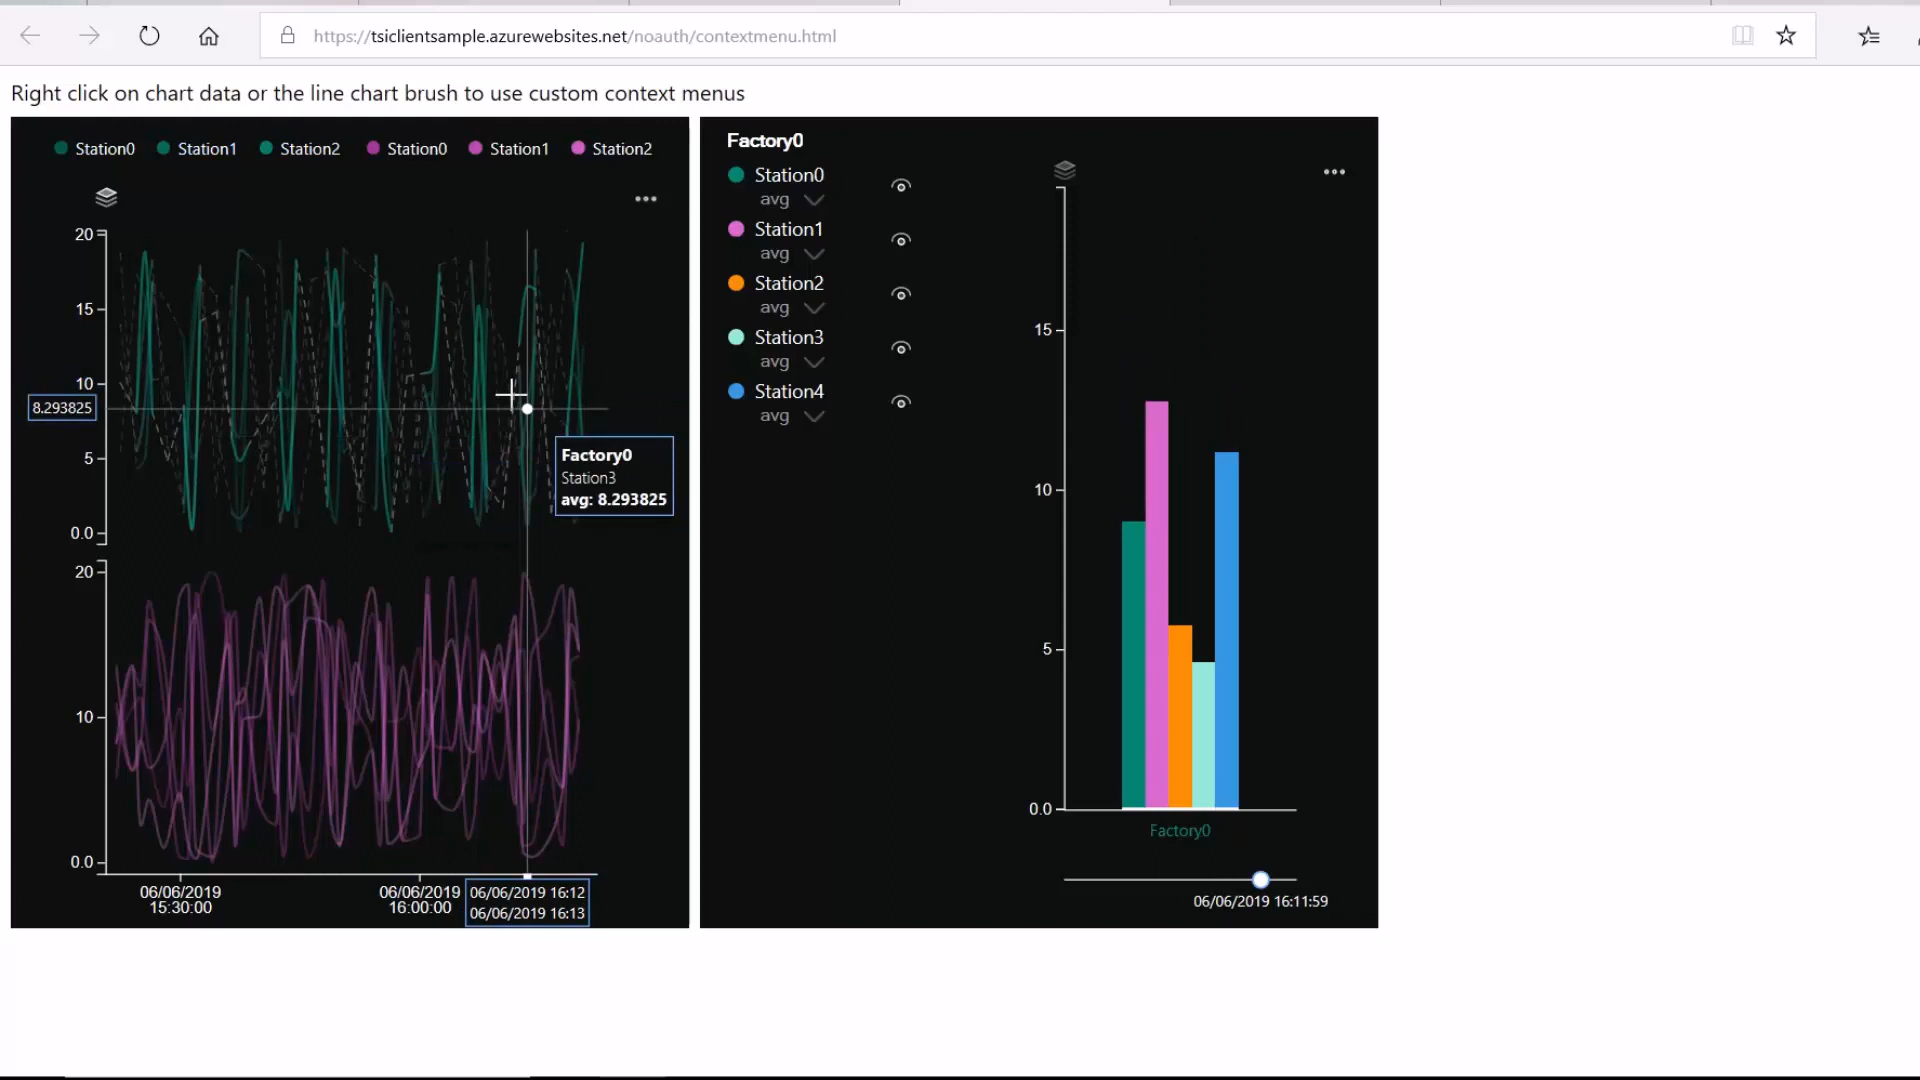 https://tsiclientsample.azurewebsites.net/noauth/contextmenu.html
Right click on chart data or the line chart brush to use custom context menus
Station0 Station1 Station2 Station0 Station1 Station2
20
15
10
8.293825
5
0.0
Factory0
Station3
avg: 8.293825
20
10
0.0
06/06/2019
15:30:00
06/06/2019
16:00:00
06/06/2019 16:12
06/06/2019 16:13
Factory0
Station0
avg
Station1
avg
Station2
avg
Station3
avg
Station4
avg
15
10
5
0.0
Factory0
06/06/2019 16:11:59